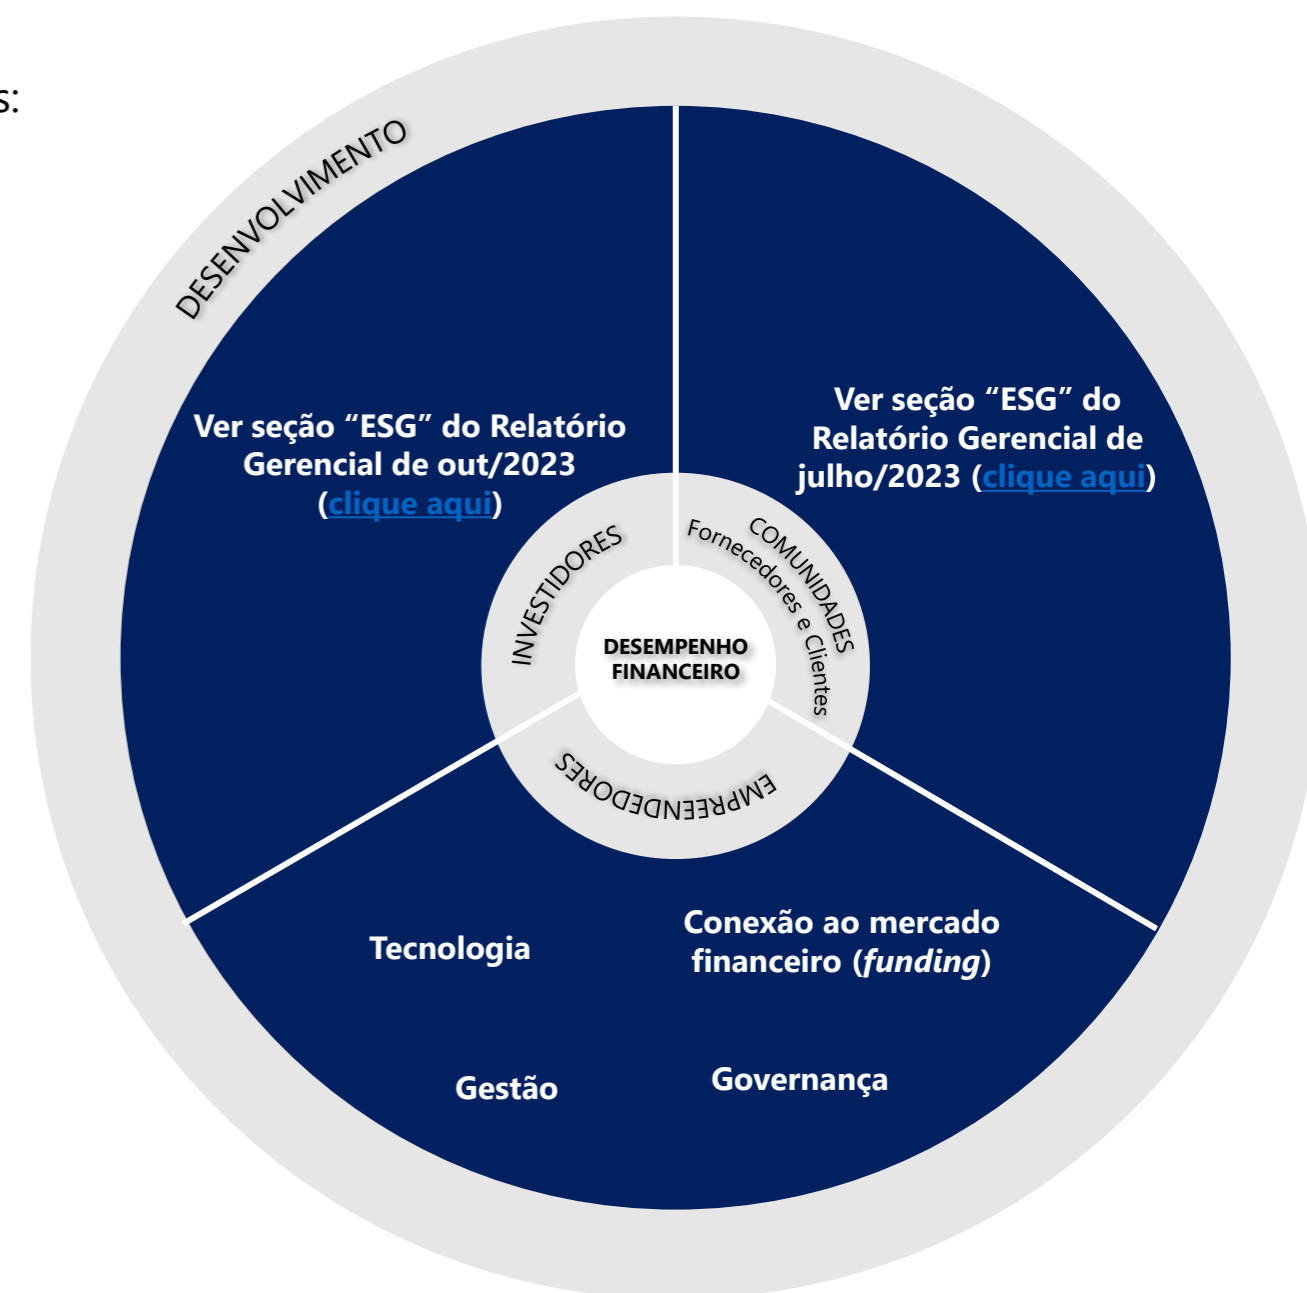 s:
DESENVOLVIMENTO
Ver seção “ESG” do Relatório
Gerencial de out/2023
(clique aqui)
Ver seção “ESG” do
Relatório Gerencial de
julho/2023 (clique aqui)
INVESTIDORES
COMUNIDADES
Fornecedores e Clientes
DESEMPENHO
FINANCEIRO
EMPREENDEDORES
Tecnologia
Conexão ao mercado
financeiro (funding)
Gestão
Governança